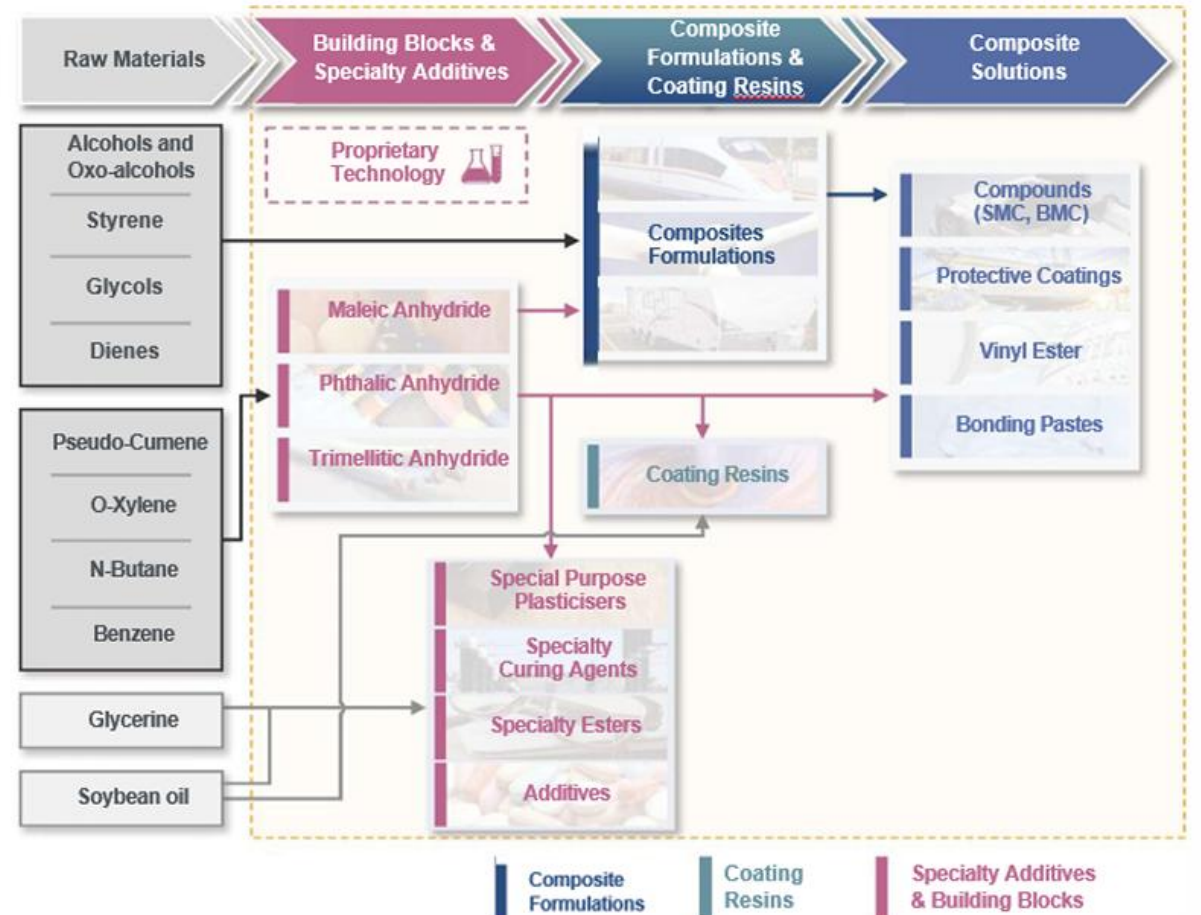 Raw Materials
Building Blocks &
Specialty Additives
Composite
Formulations &
Coating Resins
Composite
Solutions
Alcohols and
Oxo-alcohols
Styrene
Glycols
Dienes
Pseudo-Cumene
O-Xylene
N-Butane
Benzene
Glycerine
Soybean oil
Proprietary
Technology
Maleic Anhydride
Phthalic Anhydride
Trimellitic Anhydride
Special Purpose
Plasticisers
Specialty
Curing Agents
Specialty Esters
Additives
Composites
Formulations
Coating Resins
Compounds
(SMC, BMC)
Protective Coatings
Vinyl Ester
Bonding Pastes
Composite
Formulations
Coating
Resins
Specialty Additives
& Building Blocks